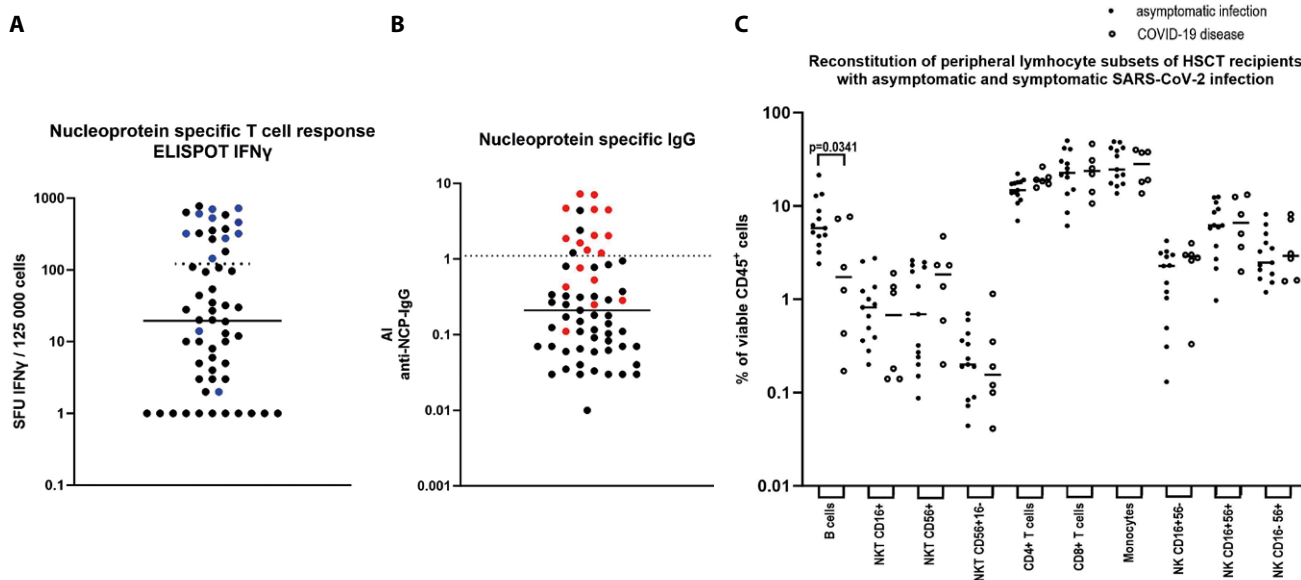 A
Nucleoprotein specific T cell response
ELISPOT IFNγ
SFU IFNγ / 125 000 cells
1000
100
10
1
0.1
B
Nucleoprotein specific IgG
AI
anti-NCP-IgG
10
1
0.1
0.01
0.001
C
asymptomatic infection
COVID-19 disease
Reconstitution of peripheral lymhocyte subsets of HSCT recipients
with asymptomatic and symptomatic SARS-CoV-2 infection
% of viable CD45+ cells
100
10
1
0.1
0.01
p=0.0341
B cells
NKT CD16+
NKT CD56+
NKT CD56+16-
CD4+ T cells
CD8+ T cells
Monocytes
NK CD16+56-
NK CD16+56+
NK CD16- 56+